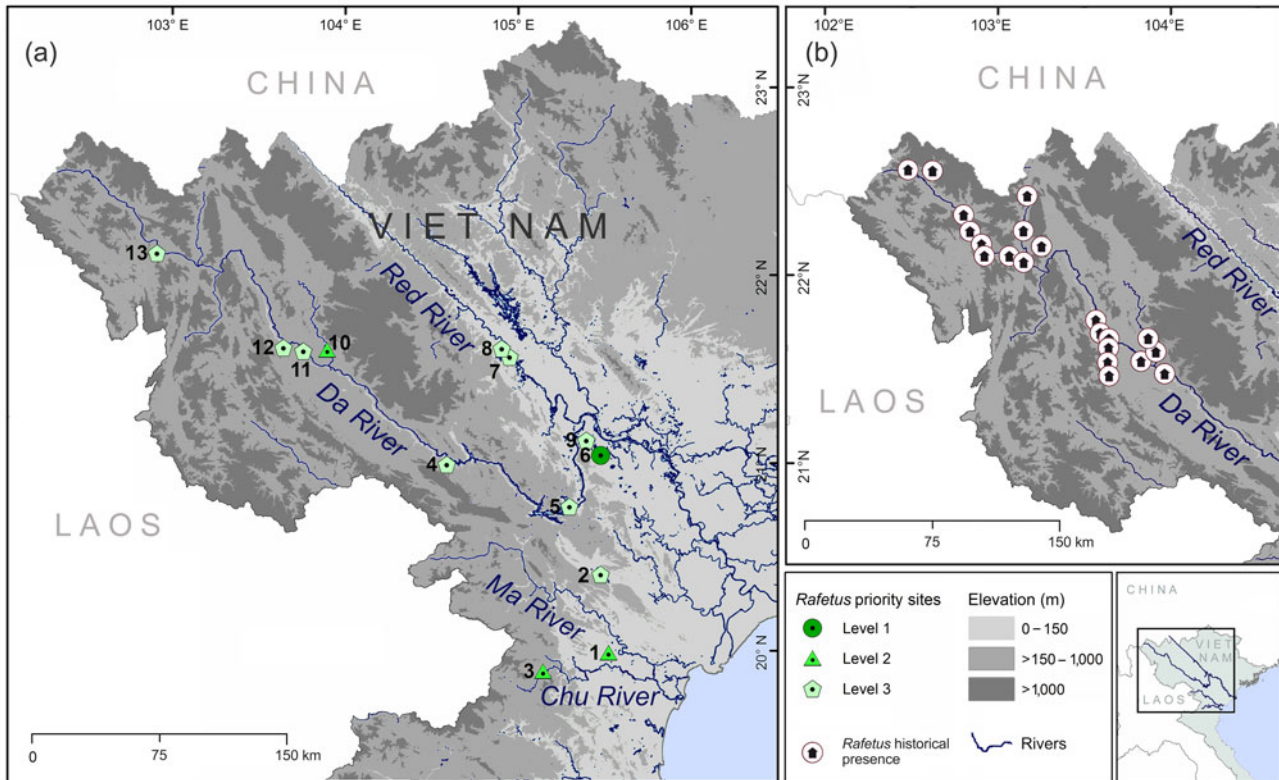 103° E
104° E
105° E
106° E
(a)
CHINA
23° N
VIET NAM
13
22° N
Red River
8
7
12
11
10
Da River
9
6
21° N
4
5
LAOS
2
Ma River
1
20° N
3
Chu River
0
75
150 km
102° E
103° E
104° E
(b)
CHINA
Red River
Da River
LAOS
0
75
150 km
Rafetus priority sites
Level 1
Level 2
Level 3
Rafetus historical
presence
Elevation (m)
0 – 150
>150 – 1,000
>1,000
Rivers
CHINA
VIET
NAM
LAOS